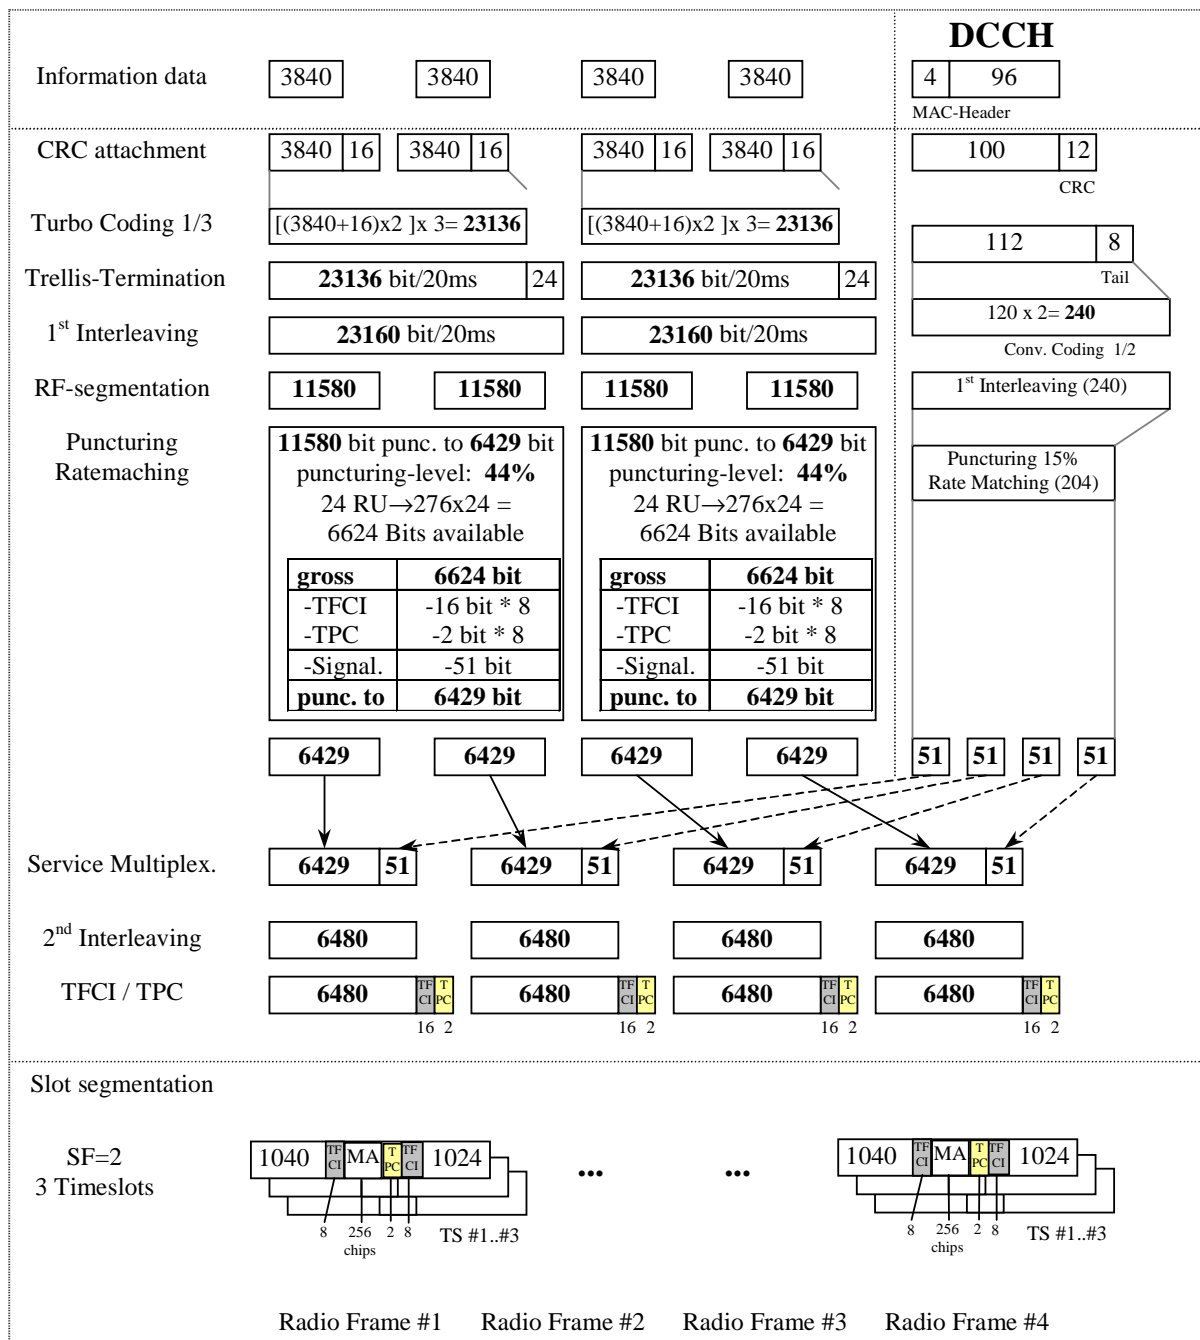 DCCH
Information data 3840 3840 3840 3840 4 96
MAC-Header
CRC attachment 3840 16 3840 16 3840 16 3840 16 100 12
CRC
Turbo Coding 1/3 [(3840+16)x2 ]x 3= 23136 [(3840+16)x2 ]x 3= 23136
112 8
Tail
Trellis-Termination 23136 bit/20ms 24 23136 bit/20ms 24
120 x 2= 240
1st Interleaving 23160 bit/20ms 23160 bit/20ms
Conv. Coding 1/2
RF-segmentation 11580 11580 11580 11580 1st Interleaving (240)
Puncturing
Ratemaching
11580 bit punc. to 6429 bit
puncturing-level: 44%
24 RU→276x24 =
6624 Bits available
gross 6624 bit
-TFCI -16 bit * 8
-TPC -2 bit * 8
-Signal. -51 bit
punc. to 6429 bit
11580 bit punc. to 6429 bit
puncturing-level: 44%
24 RU→276x24 =
6624 Bits available
gross 6624 bit
-TFCI -16 bit * 8
-TPC -2 bit * 8
-Signal. -51 bit
punc. to 6429 bit
Puncturing 15%
Rate Matching (204)
6429 6429 6429 6429 51 51 51 51
Service Multiplex. 6429 51 6429 51 6429 51 6429 51
2nd Interleaving 6480 6480 6480 6480
TFCI / TPC 6480 TF CI T PC 6480 TF CI T PC 6480 TF CI T PC 6480 TF CI T PC
16 2 16 2 16 2 16 2
Slot segmentation
SF=2
3 Timeslots
1040 TF CI MA T PC TF CI 1024 ... ... 1040 TF CI MA T PC TF CI 1024
8 256 2 8 TS #1..#3 8 256 2 8 TS #1..#3
chips chips
Radio Frame #1 Radio Frame #2 Radio Frame #3 Radio Frame #4